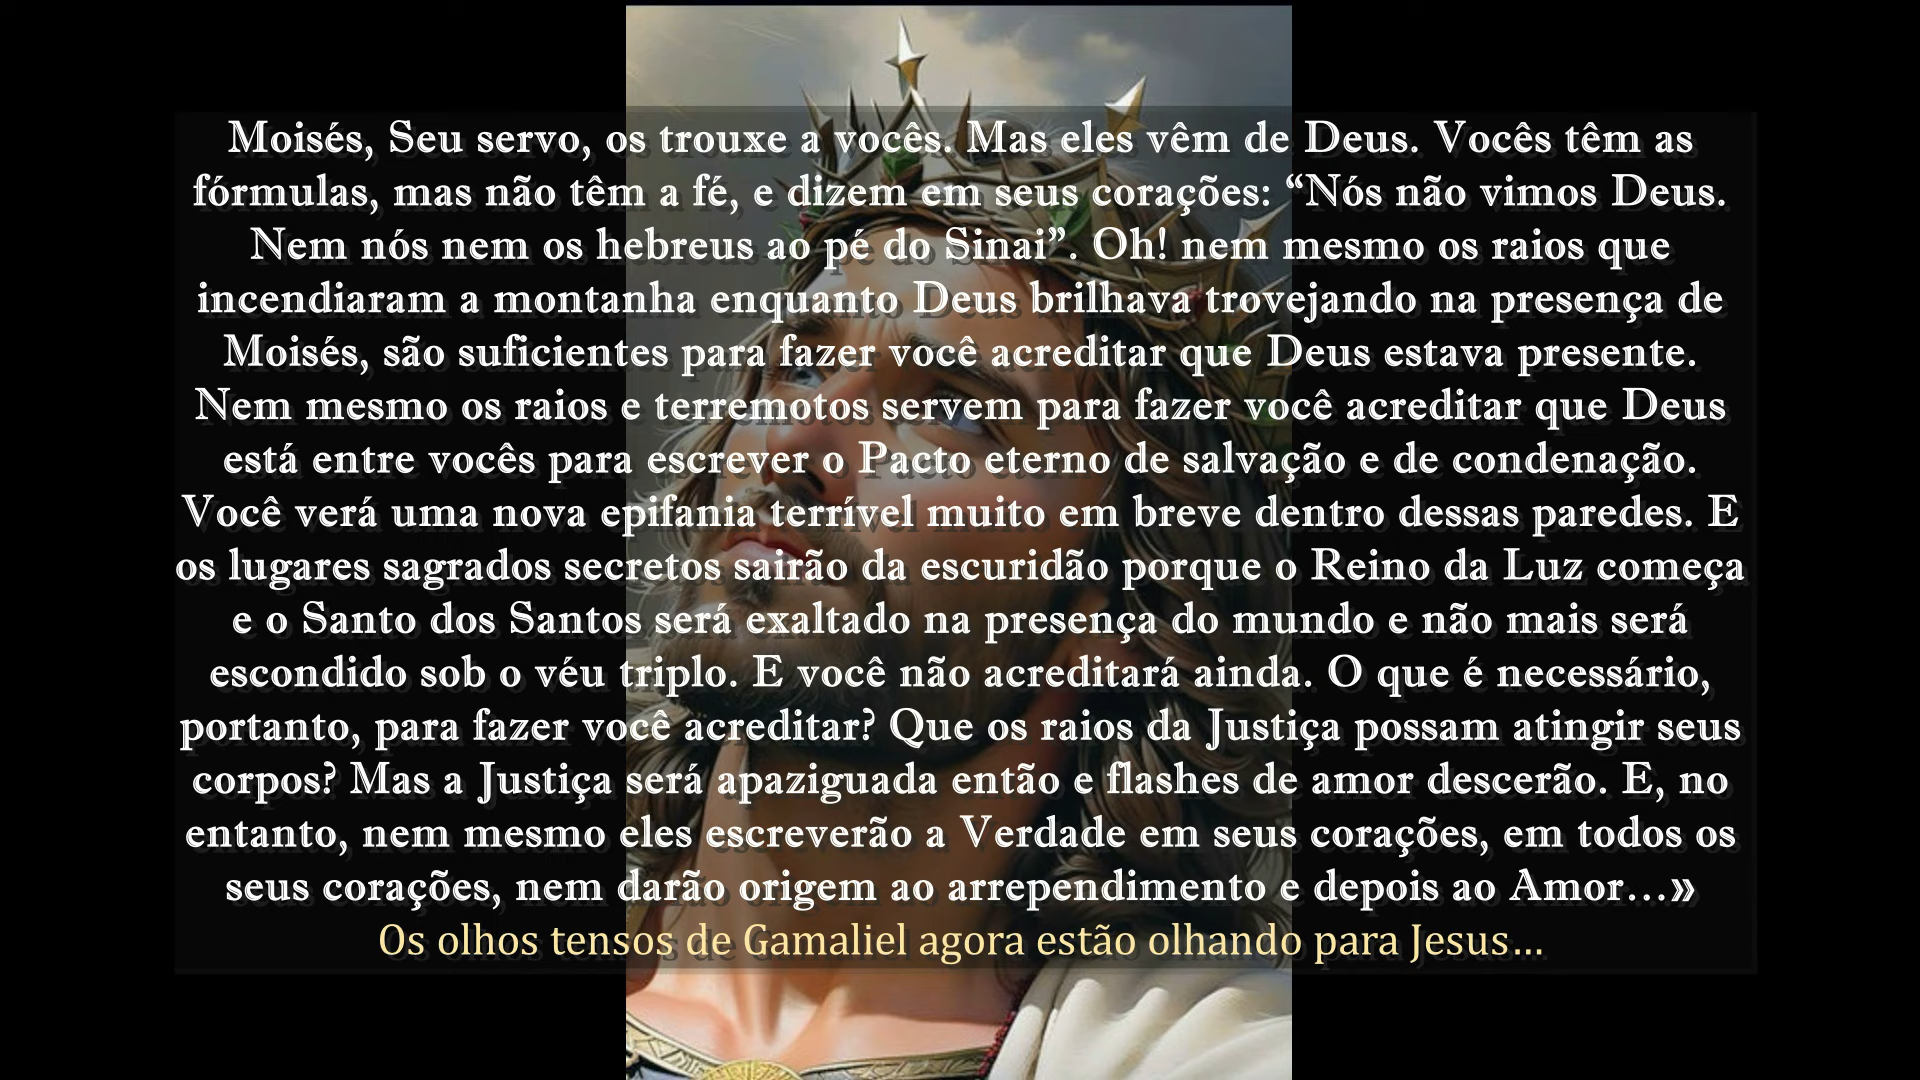 Moisés, Seu servo, os trouxe a vocês. Mas eles vêm de Deus. Vocês têm as
fórmulas, mas não têm a fé, e dizem em seus corações: “Nós não vimos Deus.
Nem nós nem os hebreus ao pé do Sinai”. Oh! nem mesmo os raios que
incendiaram a montanha enquanto Deus brilhava trovejando na presença de
Moisés, são suficientes para fazer você acreditar que Deus estava presente.
Nem mesmo os raios e terremotos servem para fazer você acreditar que Deus
está entre vocês para escrever o Pacto eterno de salvação e de condenação.
Você verá uma nova epifania terrível muito em breve dentro dessas paredes. E
os lugares sagrados secretos sairão da escuridão porque o Reino da Luz começa
e o Santo dos Santos será exaltado na presença do mundo e não mais será
escondido sob o véu triplo. E você não acreditará ainda. O que é necessário,
portanto, para fazer você acreditar? Que os raios da Justiça possam atingir seus
corpos? Mas a Justiça será apaziguada então e flashes de amor descerão. E, no
entanto, nem mesmo eles escreverão a Verdade em seus corações, em todos os
seus corações, nem darão origem ao arrependimento e depois ao Amor…»
Os olhos tensos de Gamaliel agora estão olhando para Jesus…